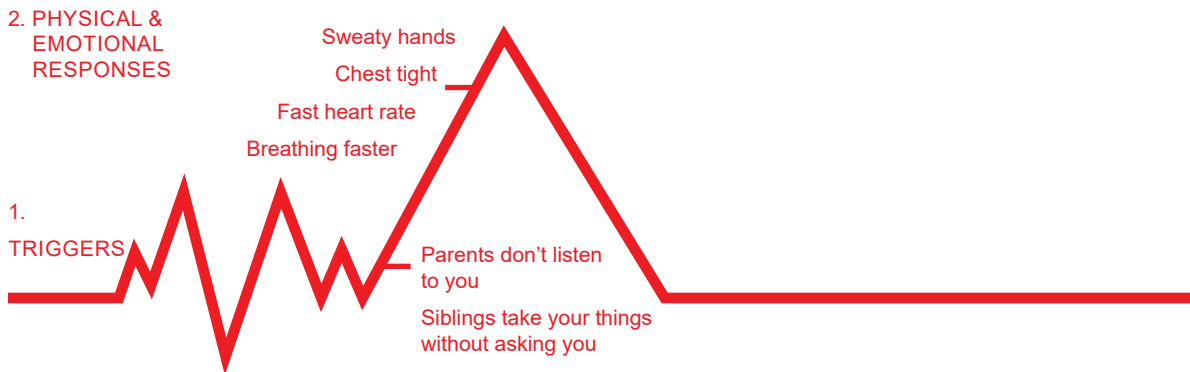 2. PHYSICAL &
EMOTIONAL
RESPONSES
Sweaty hands
Chest tight
Fast heart rate
Breathing faster
1.
TRIGGERS
Parents don’t listen
to you
Siblings take your things
without asking you